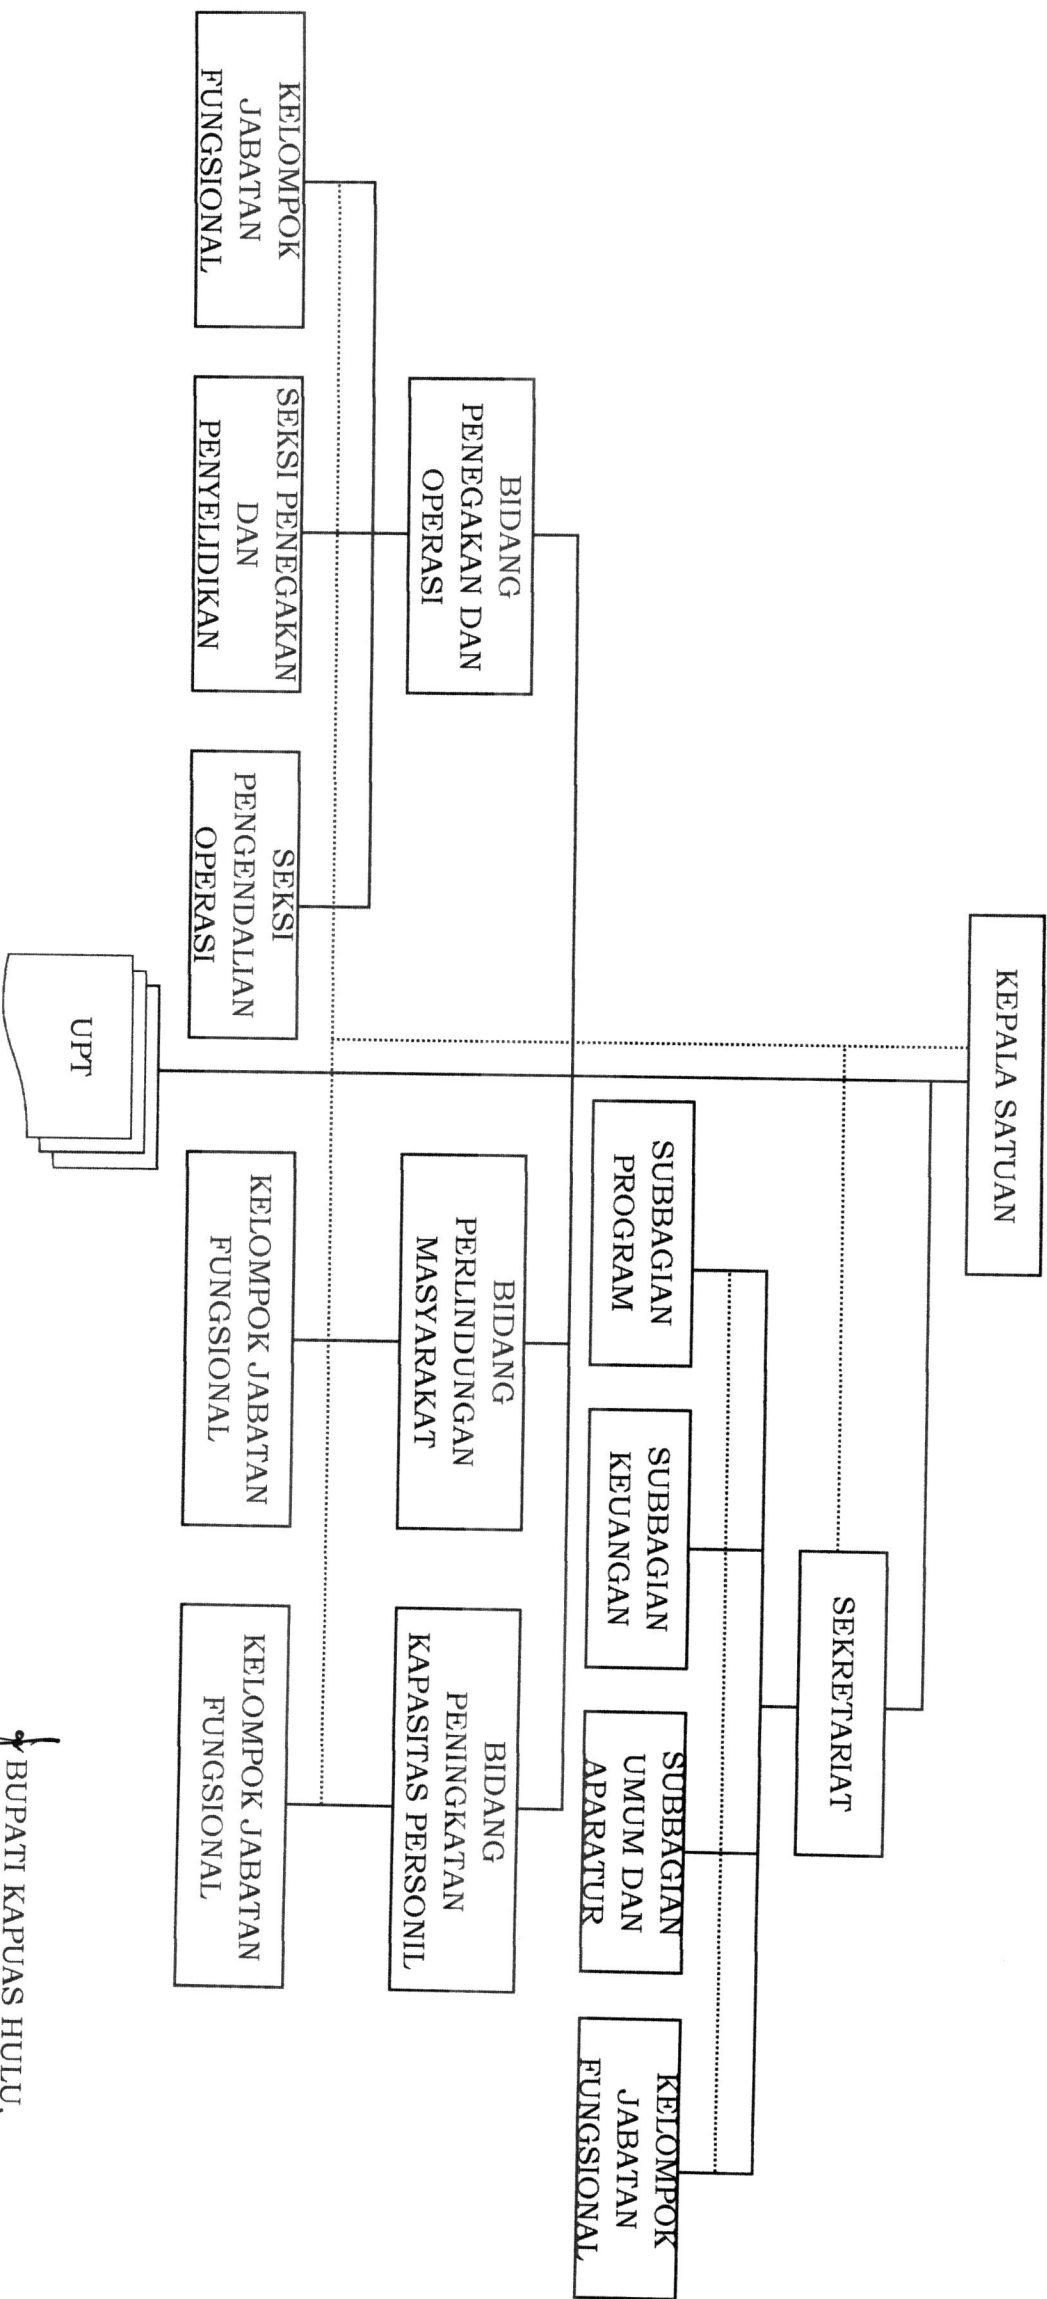 KEPALA SATUAN
SEKRETARIAT
SUBBAGIAN
PROGRAM
SUBBAGIAN
KEUANGAN
SUBBAGIAN
UMUM DAN
APARATUR
KELOMPOK
JABATAN
FUNGSIONAL
BIDANG
PENEGAKAN DAN
OPERASI
BIDANG
PERLINDUNGAN
MASYARAKAT
BIDANG
PENINGKATAN
KAPASITAS PERSONIL
KELOMPOK
JABATAN
FUNGSIONAL
SEKSI PENEGAKAN
DAN
PENYELIDIKAN
SEKSI
PENGENDALIAN
OPERASI
KELOMPOK JABATAN
FUNGSIONAL
KELOMPOK JABATAN
FUNGSIONAL
UPT
BUPATI KAPUAS HULU,